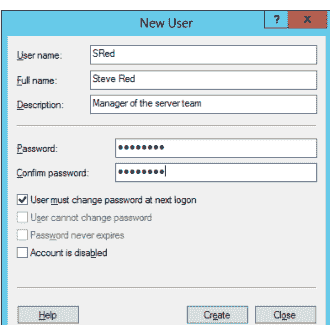 New User
? x
User name: SRed
Full name: Steve Red
Description: Manager of the server team
Password: ●●●●●●●●
Confirm password: ●●●●●●●●
User must change password at next logon
User cannot change password
Password never expires
Account is disabled
Help Create Close